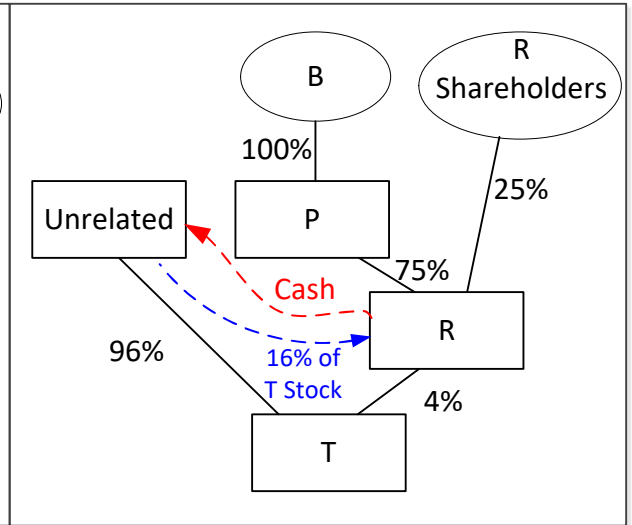 B
R
Shareholders
100%
25%
Unrelated
P
75%
Cash
R
96%
16% of
T Stock
4%
T